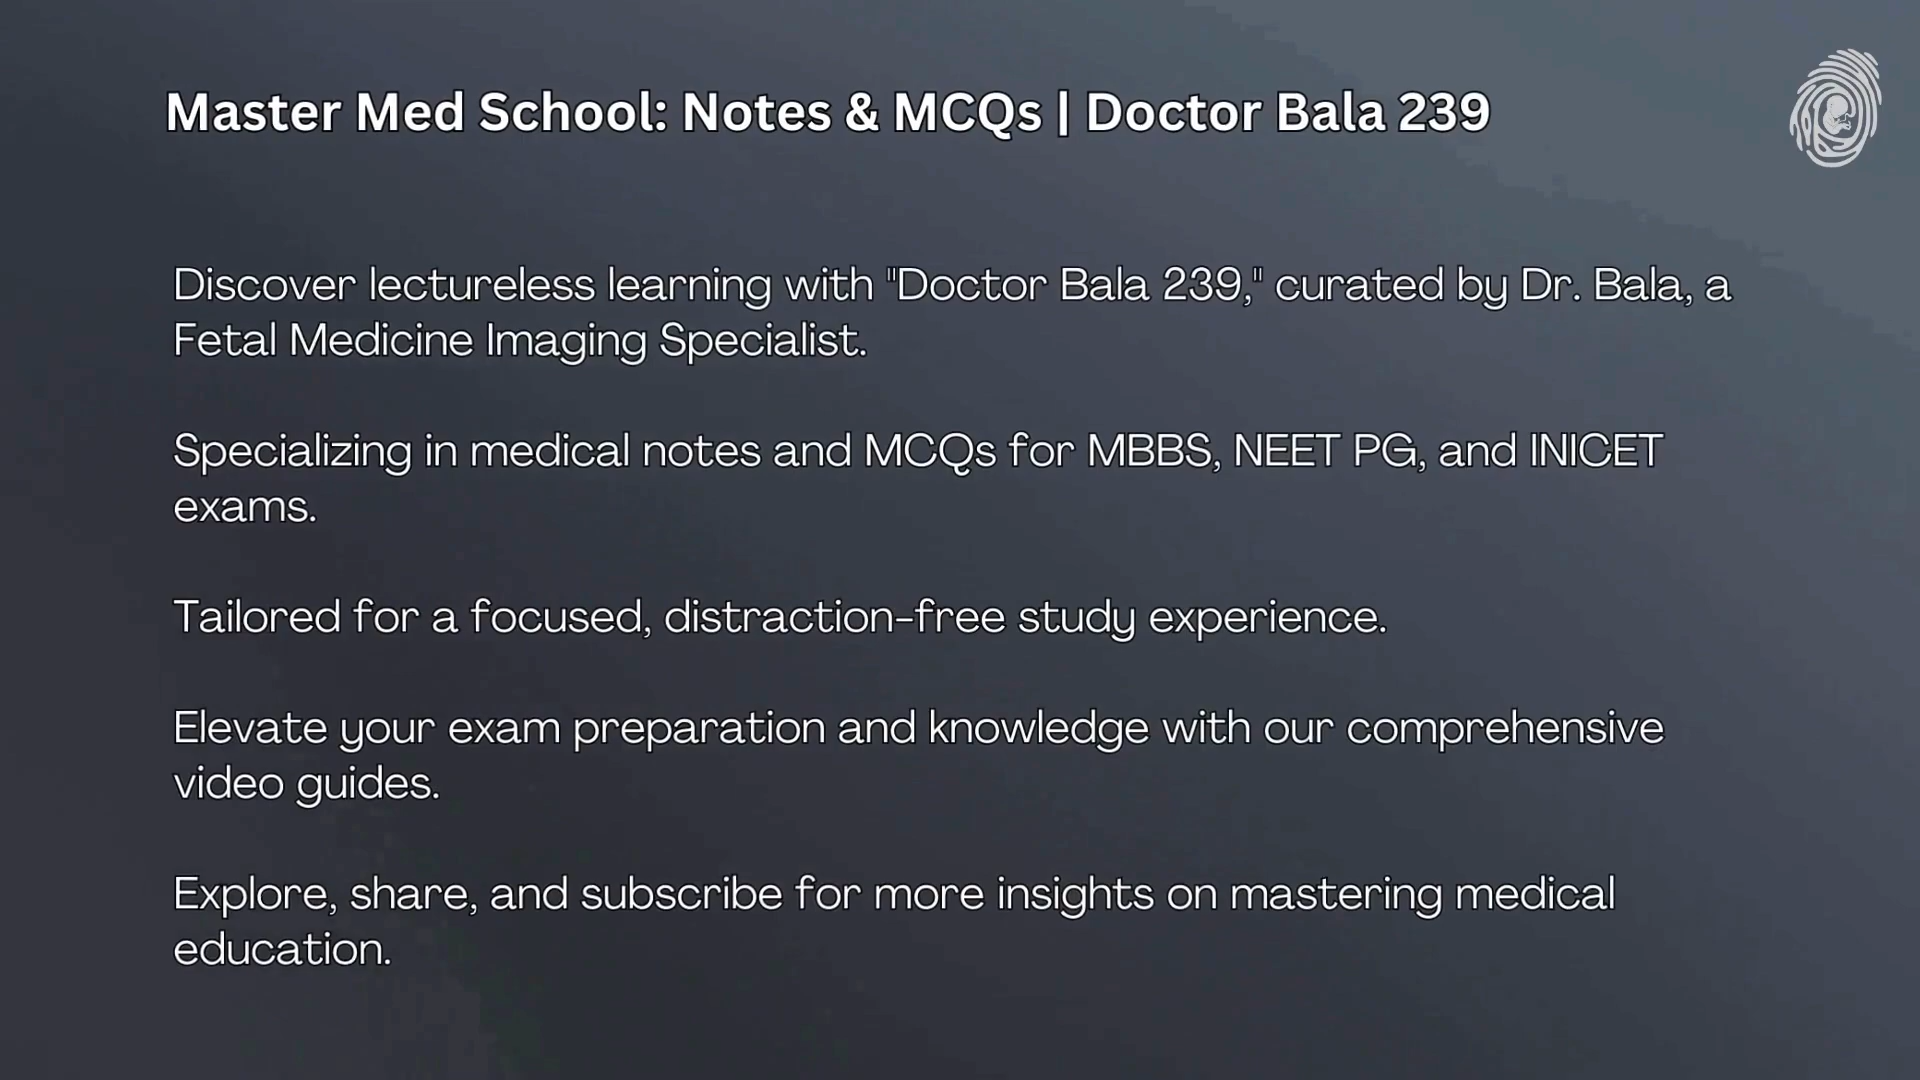 Master Med School: Notes & MCQs | Doctor Bala 239
Discover lectureless learning with "Doctor Bala 239," curated by Dr. Bala, a
Fetal Medicine Imaging Specialist.
Specializing in medical notes and MCQs for MBBS, NEET PG, and INICET
exams.
Tailored for a focused, distraction-free study experience.
Elevate your exam preparation and knowledge with our comprehensive
video guides.
Explore, share, and subscribe for more insights on mastering medical
education.